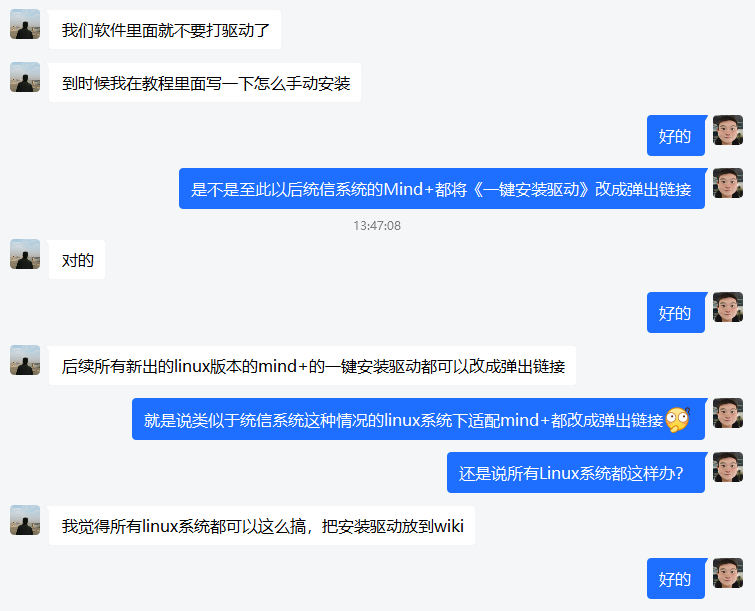 我们软件里面就不要打驱动了
到时候我在教程里面写一下怎么手动安装
好的
是不是至此以后统信系统的Mind+都将《一键安装驱动》改成弹出链接
13:47:08
对的
好的
后续所有新出的linux版本的mind+的一键安装驱动都可以改成弹出链接
就是说类似于统信系统这种情况的linux系统下适配mind+都改成弹出链接
还是说所有Linux系统都这样办？
我觉得所有linux系统都可以这么搞，把安装驱动放到wiki
好的